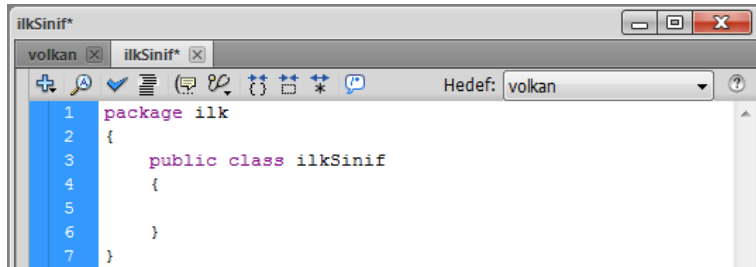 ilkSinif*
volkan ilkSinif*
Hedef: volkan
1 package ilk
2 {
3 public class ilkSinif
4 {
5
6 }
7 }